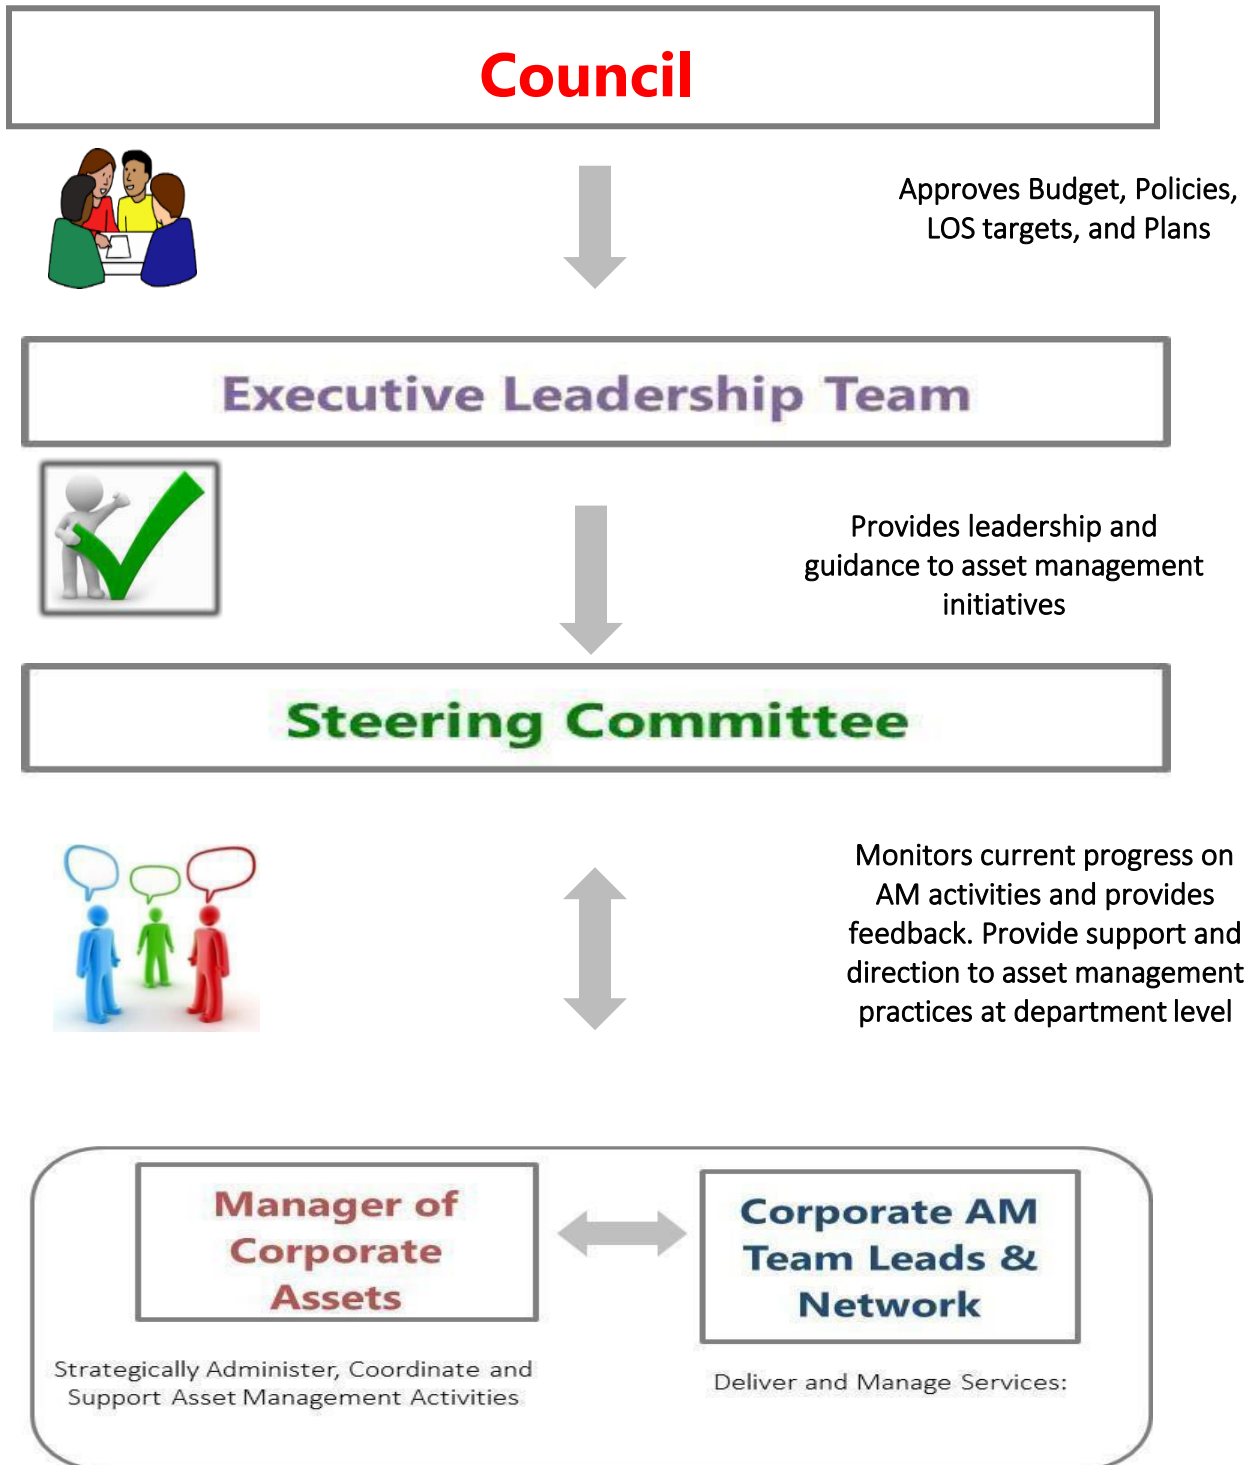 Council
Approves Budget, Policies,
LOS targets, and Plans
Executive Leadership Team
Provides leadership and
guidance to asset management
initiatives
Steering Committee
Monitors current progress on
AM activities and provides
feedback. Provide support and
direction to asset management
practices at department level
Manager of
Corporate
Assets
Strategically Administer, Coordinate and
Support Asset Management Activities
Corporate AM
Team Leads &
Network
Deliver and Manage Services: